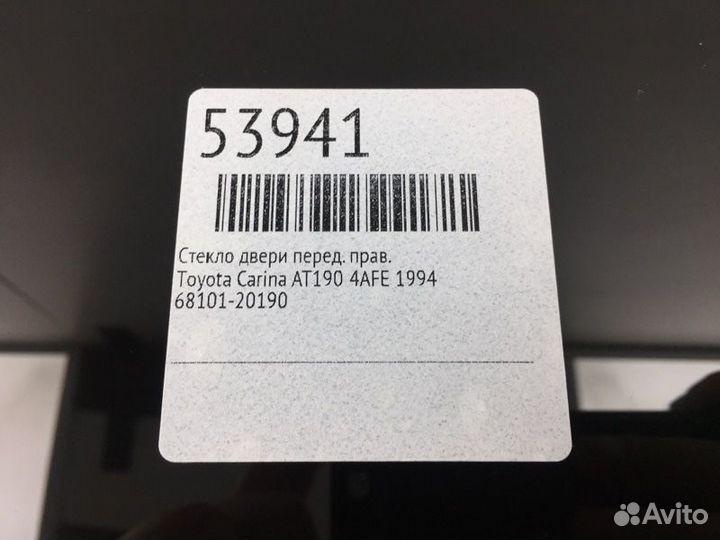 53941
Стекло двери перед. прав.
Toyota Carina AT190 4AFE 1994
68101-20190
Avito